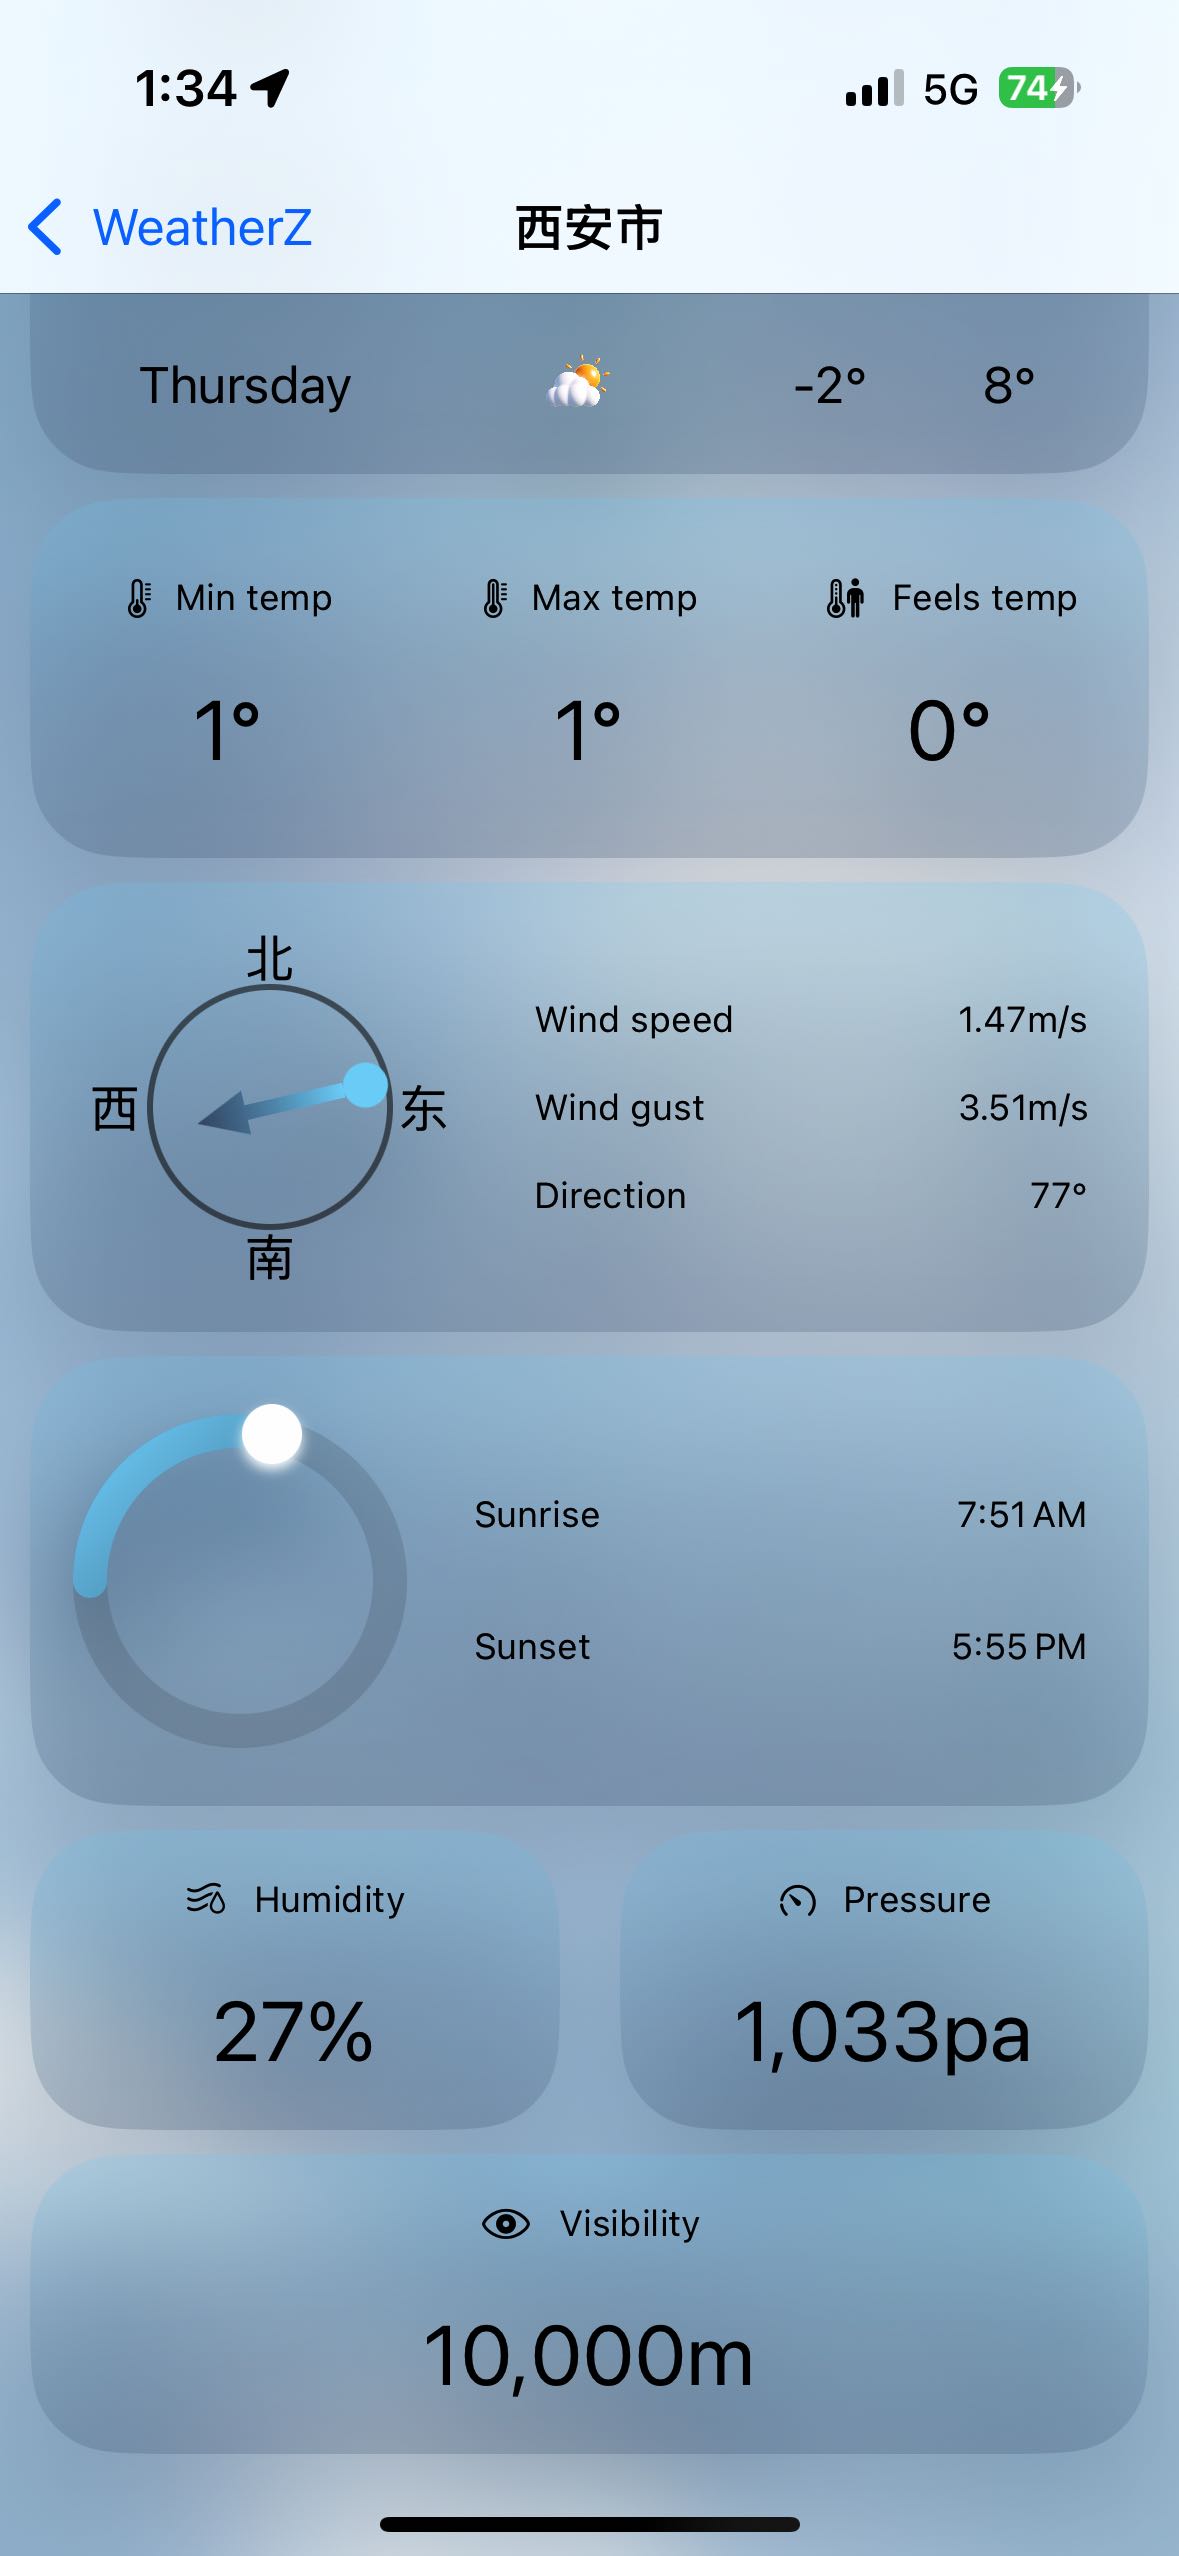 1:34 5G 74
WeatherZ 西安市
Thursday -2° 8°
Min temp Max temp Feels temp
1° 1° 0°
北
西 东
南
Wind speed 1.47m/s
Wind gust 3.51m/s
Direction 77°
Sunrise 7:51 AM
Sunset 5:55 PM
Humidity Pressure
27% 1,033pa
Visibility
10,000m